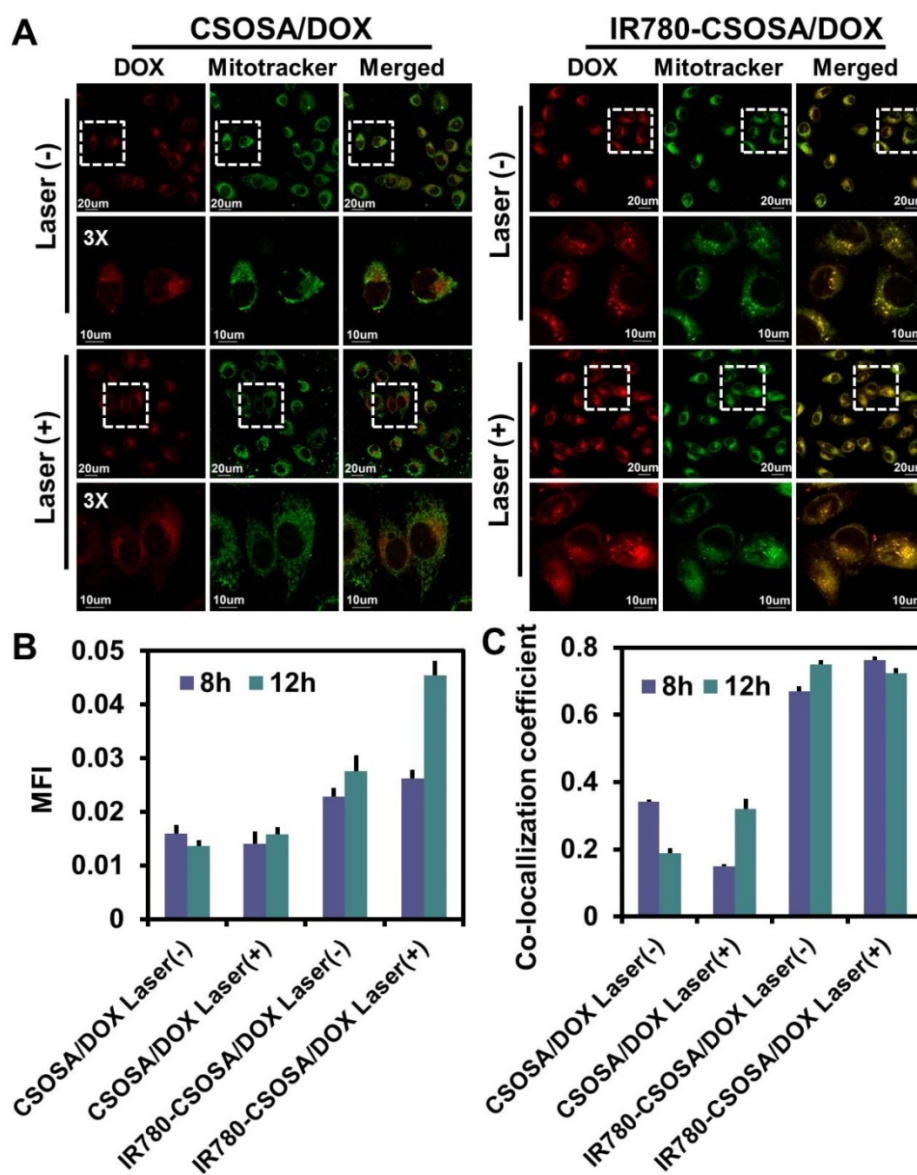 A
CSOSA/DOX
IR780-CSOSA/DOX
DOX Mitotracker Merged
DOX Mitotracker Merged
Laser (-)
20um 20um 20um
3X
10um 10um 10um
Laser (+)
20um 20um 20um
3X
10um 10um 10um
Laser (-)
20um 20um 20um
10um 10um 10um
Laser (+)
20um 20um 20um
10um 10um 10um
B
MFI
0.05
0.04
0.03
0.02
0.01
0
8h 12h
CSOSA/DOX Laser(-)
CSOSA/DOX Laser(+)
IR780-CSOSA/DOX Laser(-)
IR780-CSOSA/DOX Laser(+)
C
Co-locallization coefficient
0.8
0.6
0.4
0.2
0
8h 12h
CSOSA/DOX Laser(-)
CSOSA/DOX Laser(+)
IR780-CSOSA/DOX Laser(-)
IR780-CSOSA/DOX Laser(+)